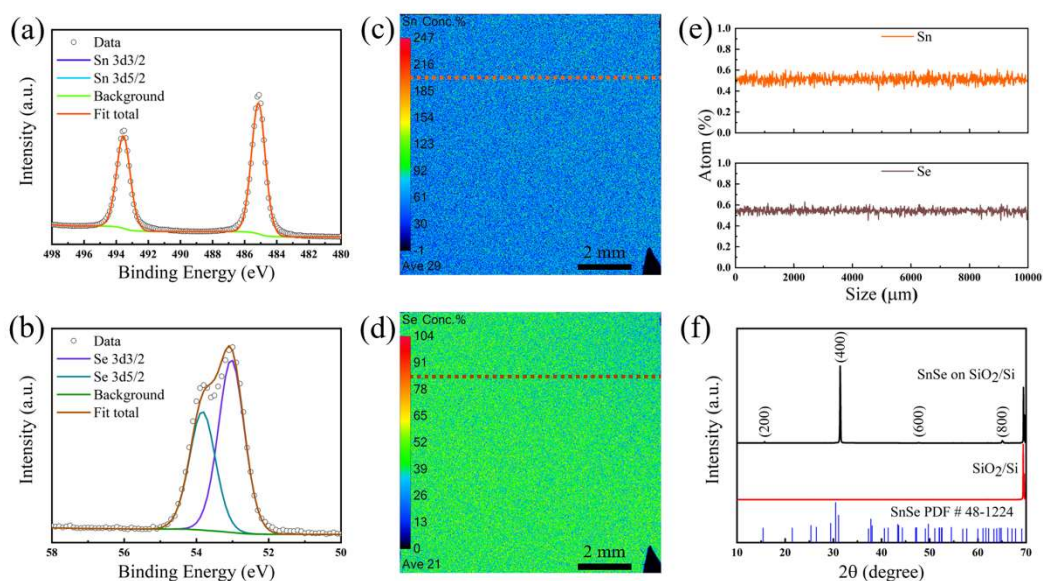 (a)
Data
Sn 3d3/2
Sn 3d5/2
Background
Fit total
Intensity (a.u.)
498 496 494 492 490 488 486 484 482 480
Binding Energy (eV)
(b)
Data
Se 3d3/2
Se 3d5/2
Background
Fit total
Intensity (a.u.)
58 56 54 52 50
Binding Energy (eV)
(c)
Sn Conc.%
247
216
185
154
123
92
61
30
-1
Ave 29
2 mm
(d)
Se Conc.%
104
91
78
65
52
39
26
13
0
Ave 21
2 mm
(e)
1.0
0.8
0.6
0.4
0.2
0.0
Sn
Atom (%)
1.0
0.8
0.6
0.4
0.2
0.0
Se
0 2000 4000 6000 8000 10000
Size (μm)
(f)
(200)
(400)
(600)
(800)
SnSe on SiO2/Si
SiO2/Si
SnSe PDF # 48-1224
Intensity (a.u.)
10 20 30 40 50 60 70
2θ (degree)